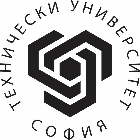 ТЕХНИЧЕСКИ УНИВЕРСИТЕТ
СОФИЯ